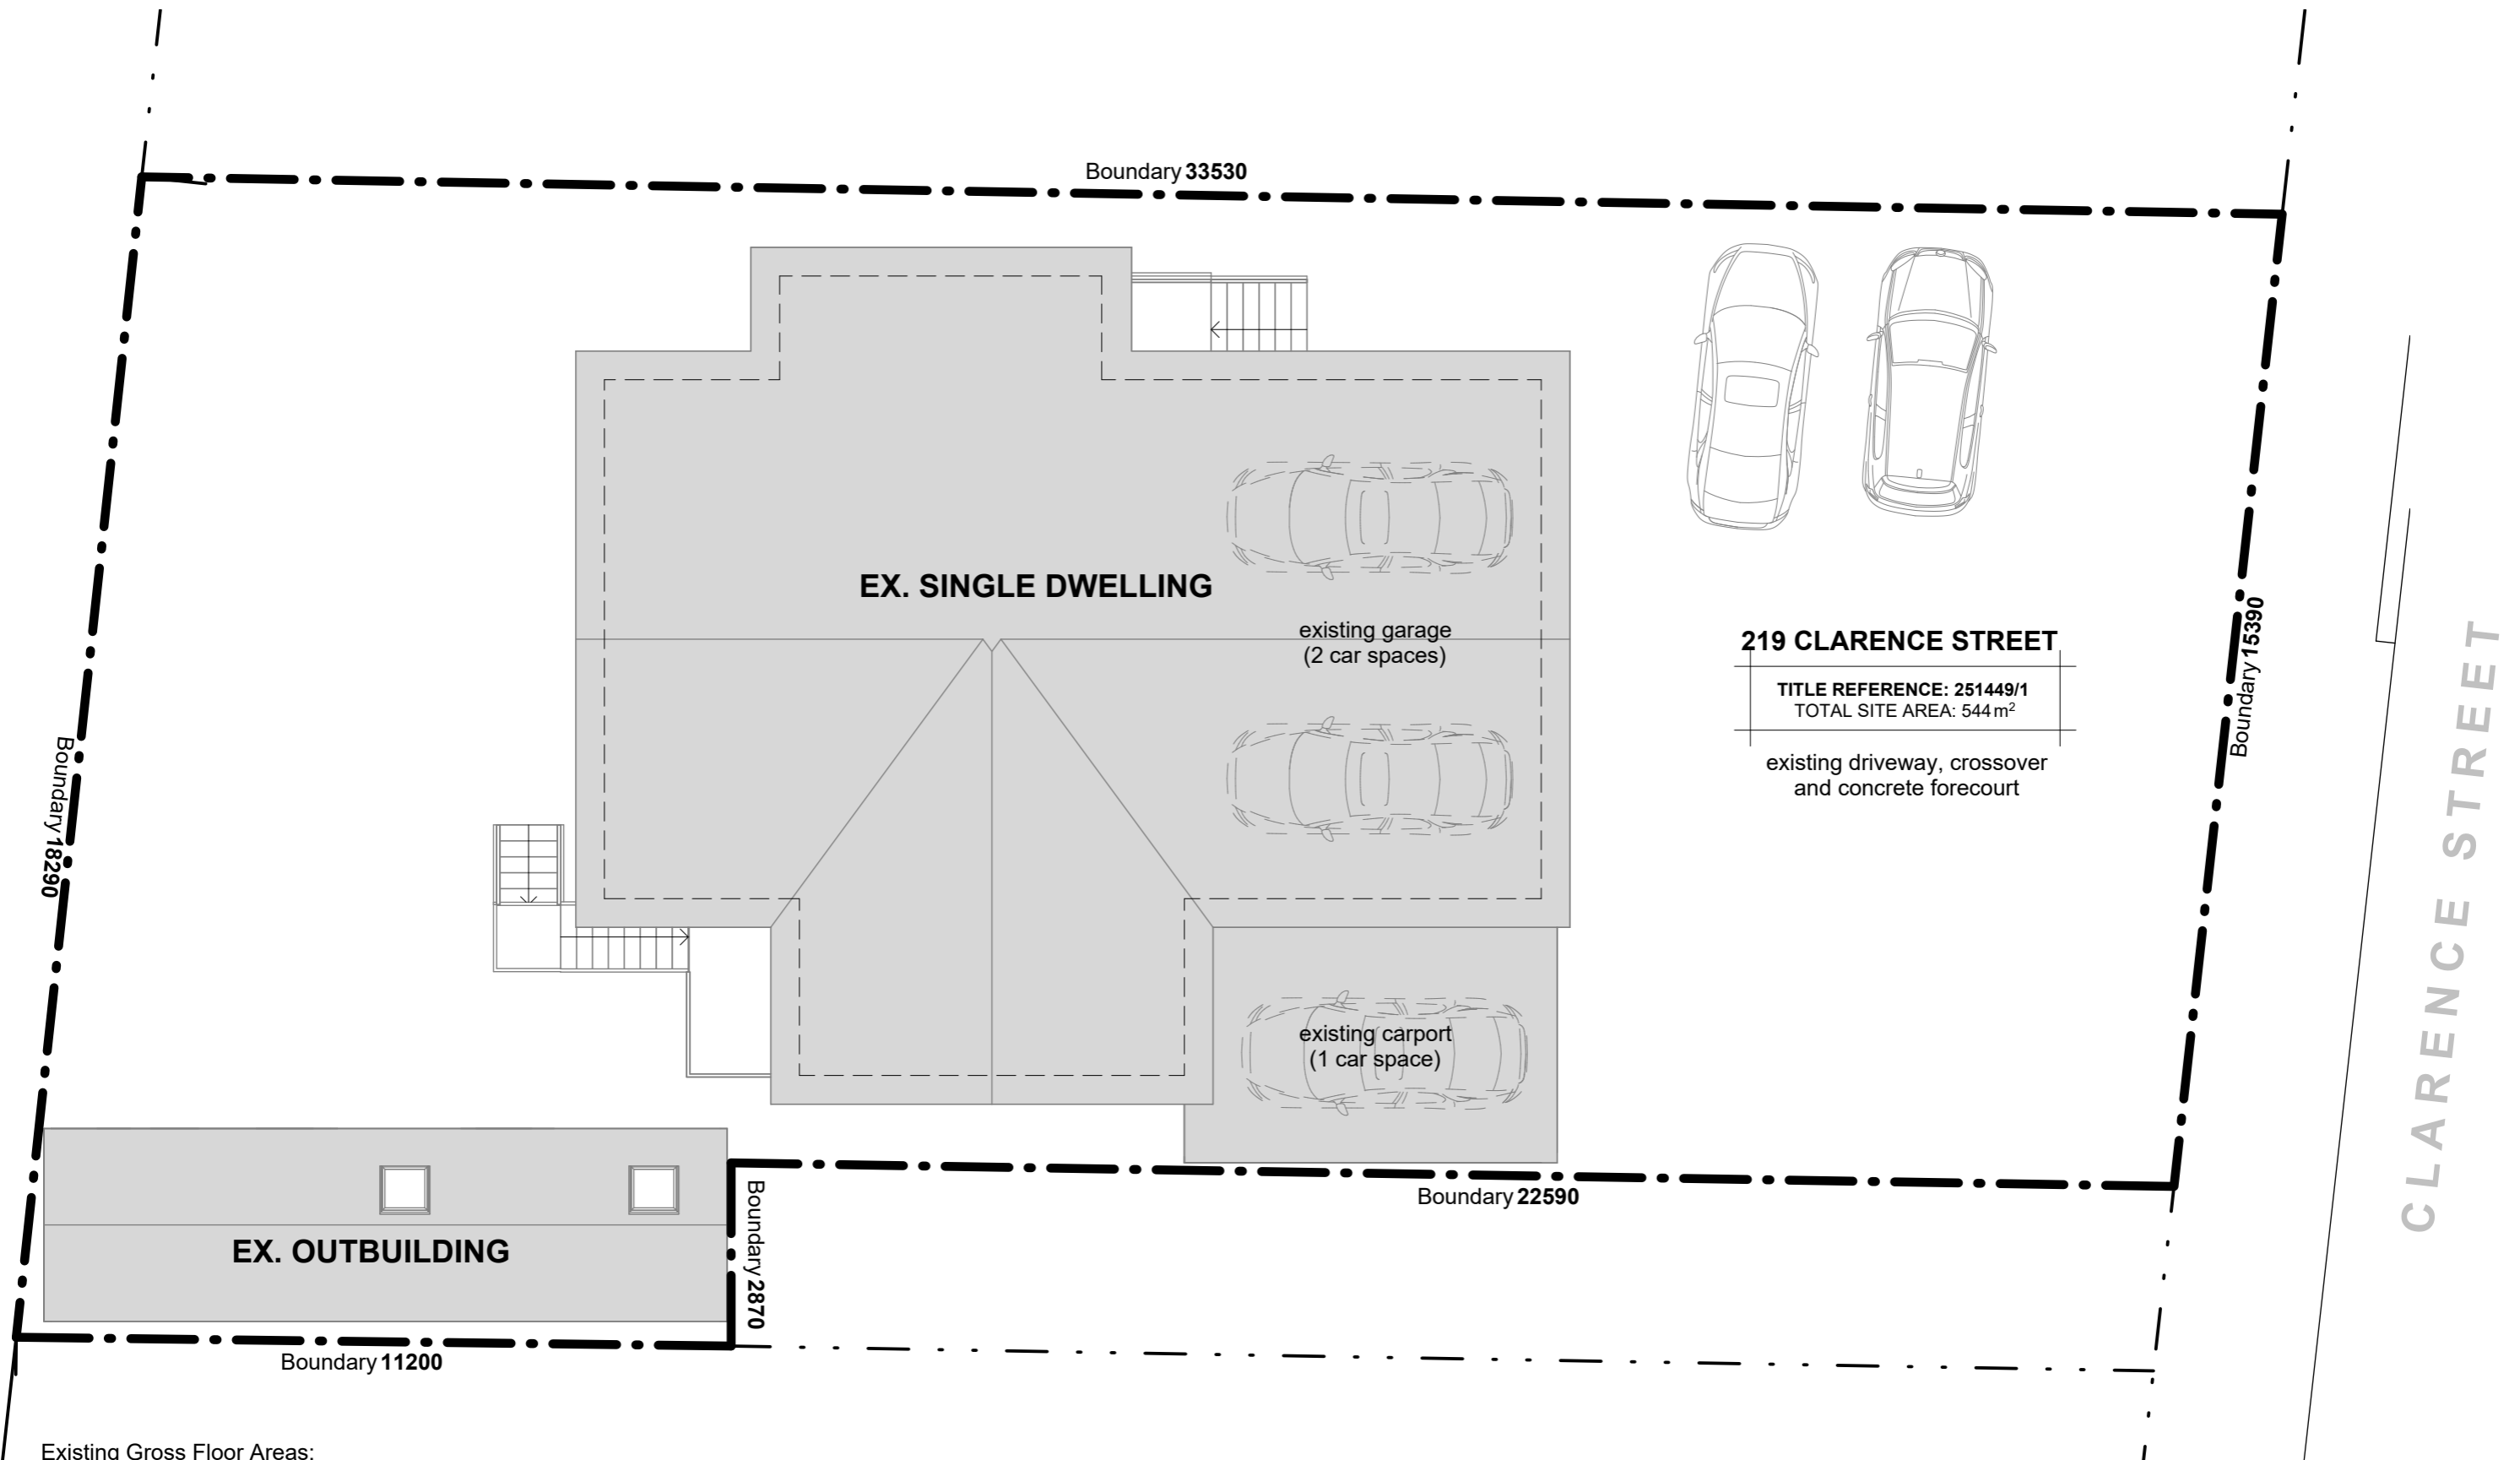 Boundary 33530
EX. SINGLE DWELLING
existing garage
(2 car spaces)
219 CLARENCE STREET
TITLE REFERENCE: 251449/1
TOTAL SITE AREA: 544 m²
existing driveway, crossover
and concrete forecourt
Boundary 15390
CLARENCE STREET
Boundary 18290
existing carport
(1 car space)
Boundary 22590
Boundary 2870
EX. OUTBUILDING
Boundary 11200
Existing Gross Floor Areas: